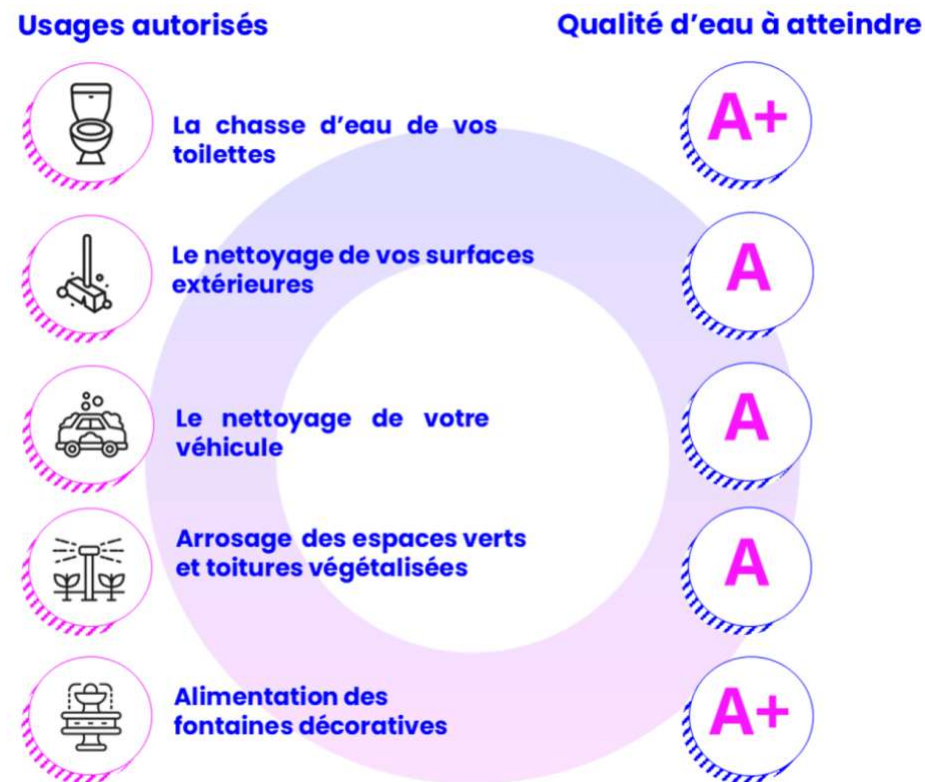 Usages autorisés
Qualité d’eau à atteindre
La chasse d’eau de vos
toilettes
A+
Le nettoyage de vos surfaces
extérieures
A
Le nettoyage de votre
véhicule
A
Arrosage des espaces verts
et toitures végétalisées
A
Alimentation des
fontaines décoratives
A+